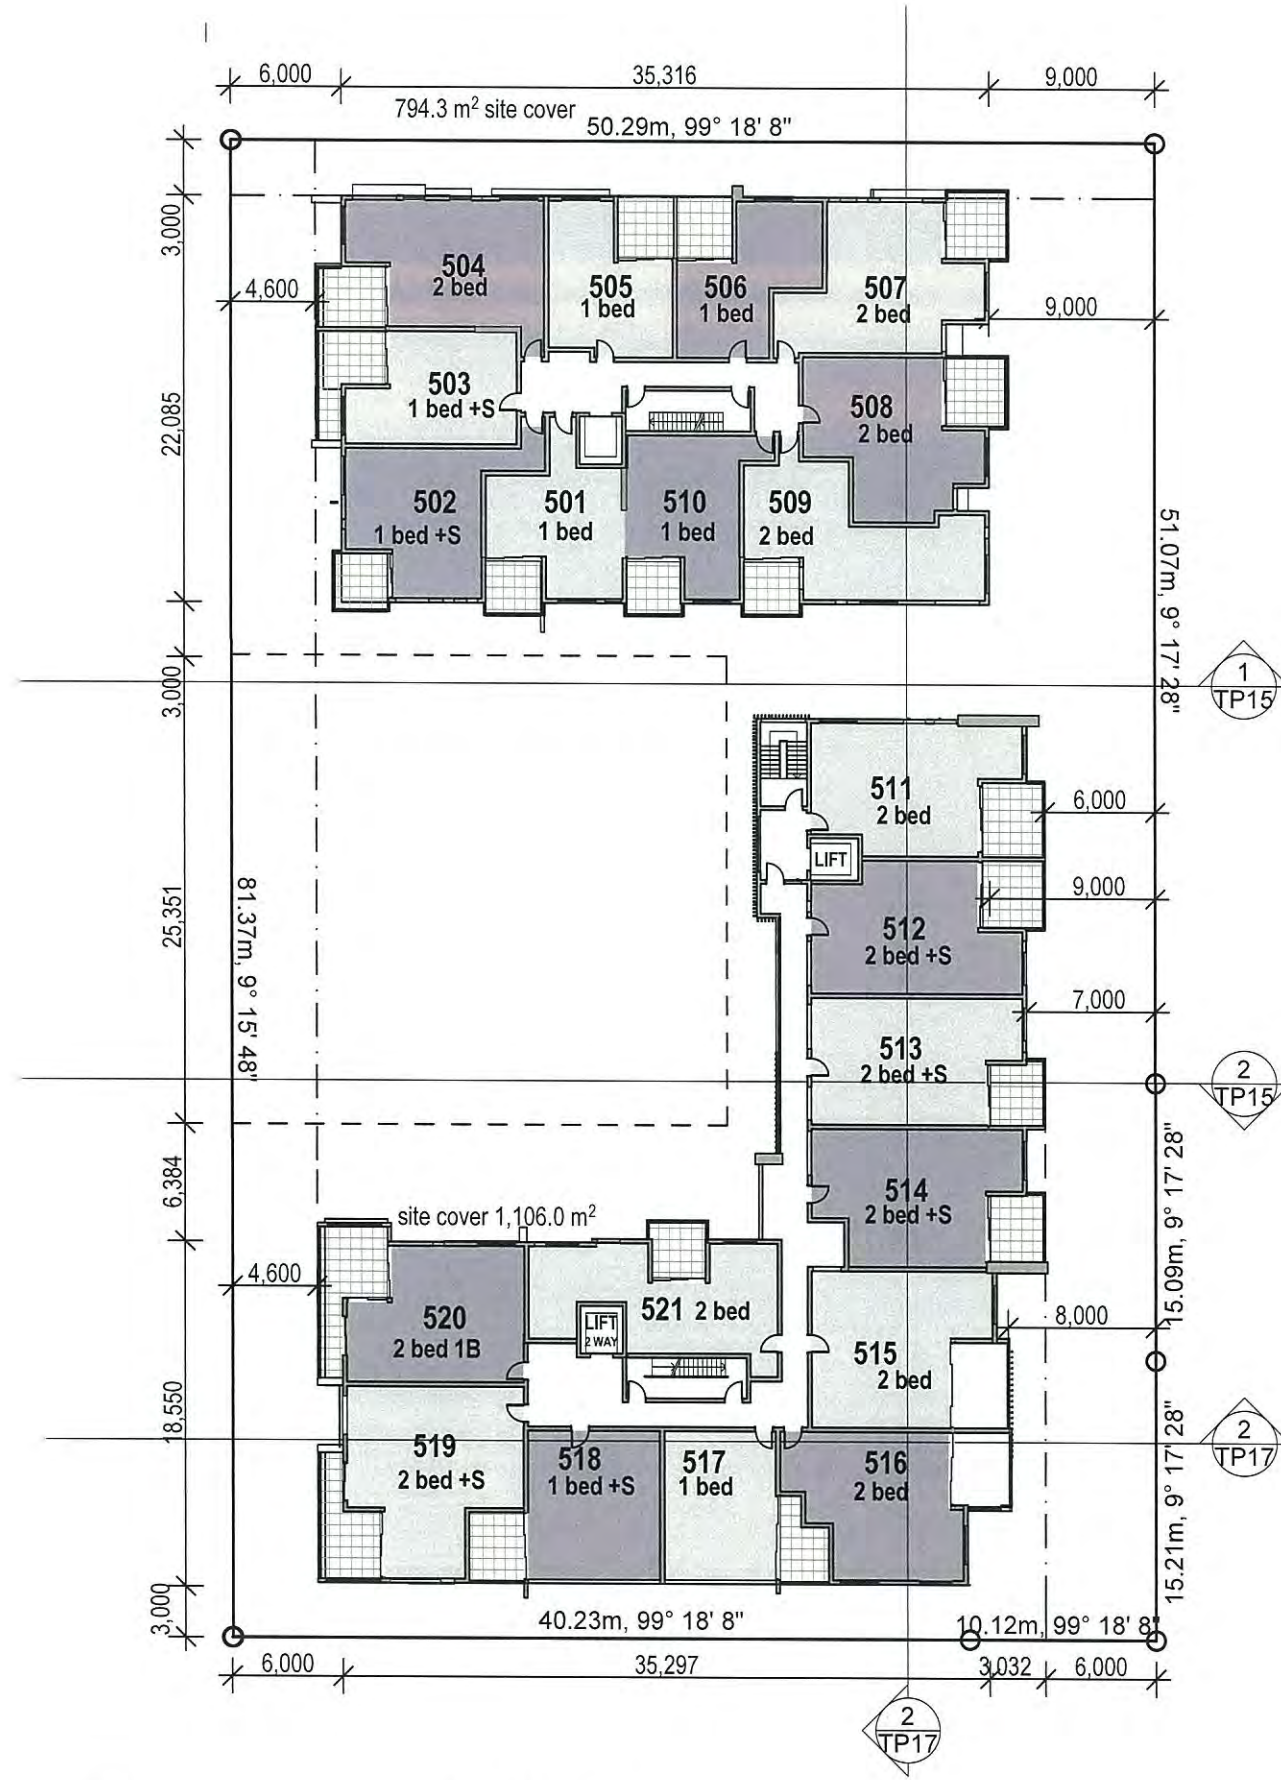 6,000
35,316
9,000
794.3 m² site cover
50.29m, 99° 18' 8"
3,000
504
2 bed
505
1 bed
506
1 bed
507
2 bed
4,600
9,000
503
1 bed +S
508
2 bed
22,085
502
1 bed +S
501
1 bed
510
1 bed
509
2 bed
51.07m, 9° 17' 28"
3,000
1
TP15
511
2 bed
6,000
LIFT
9,000
81.37m, 9° 15' 48"
25,351
512
2 bed +S
7,000
513
2 bed +S
2
TP15
6,384
514
2 bed +S
15.09m, 9° 17' 28"
site cover 1,106.0 m²
4,600
520
2 bed 1B
LIFT
2 WAY
521 2 bed
8,000
515
2 bed
18,550
519
2 bed +S
518
1 bed +S
517
1 bed
516
2 bed
2
TP17
15.21m, 9° 17' 28"
3,000
40.23m, 99° 18' 8"
10.12m, 99° 18' 8"
6,000
35,297
3,032
6,000
2
TP17